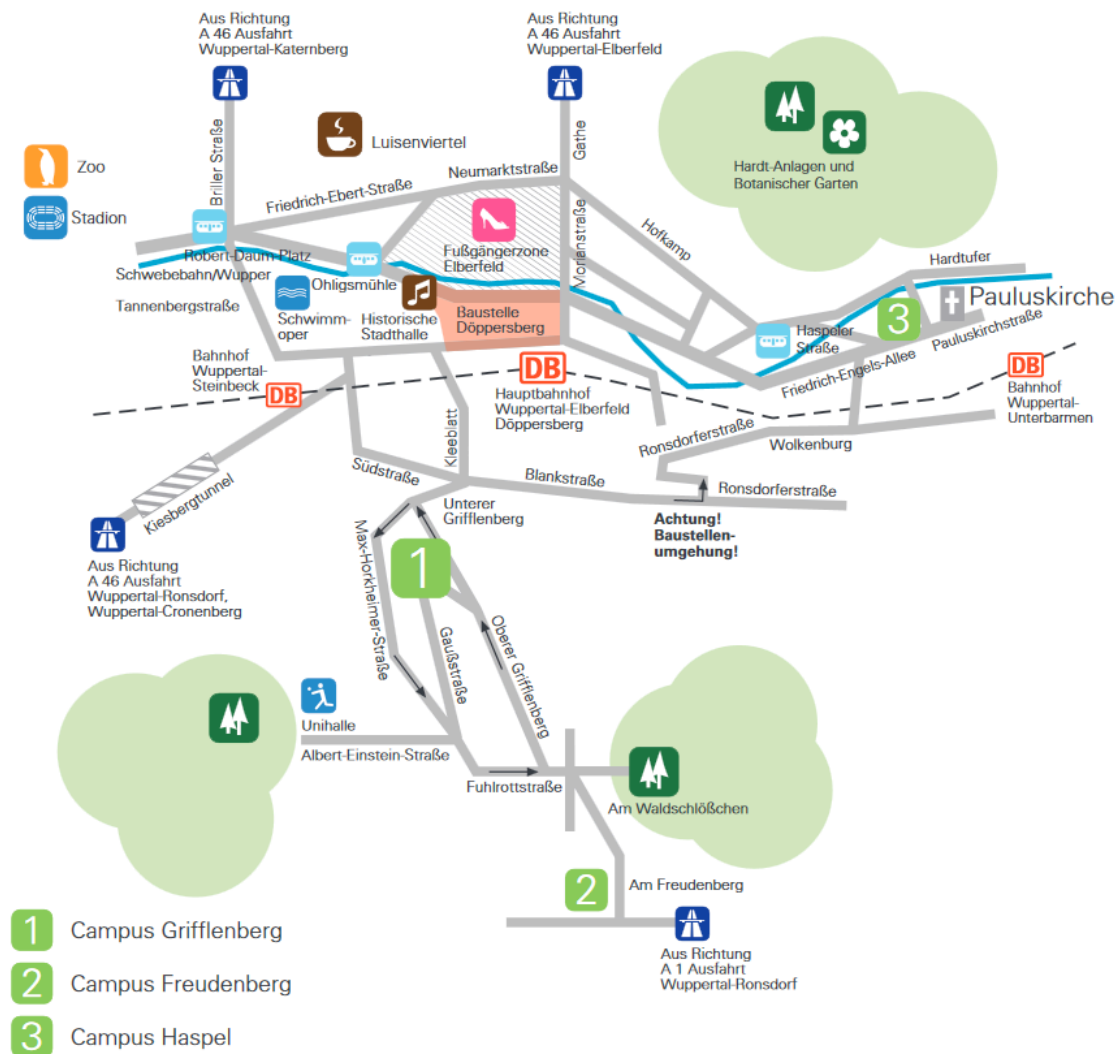 Aus Richtung
A 46 Ausfahrt
Wuppertal-Katernberg
Aus Richtung
A 46 Ausfahrt
Wuppertal-Elberfeld
Zoo
Stadion
Briller Straße
Luisenviertel
Friedrich-Ebert-Straße
Neumarktstraße
Gathe
Morianstraße
Hofkamp
Hardt-Anlagen und
Botanischer Garten
Hardtufer
Robert-Daum-Platz
Schwebebahn/Wupper
Tannenbergstraße
Ohligsmühle
Schwimm-
oper
Historische
Stadthalle
Fußgängerzone
Elberfeld
Baustelle
Döppersberg
Haspeler
Straße
3
Pauluskirche
Pauluskirchstraße
Friedrich-Engels-Allee
Bahnhof
Wuppertal-
Steinbeck
DB
DB
Hauptbahnhof
Wuppertal-Elberfeld
Döppersberg
DB
Bahnhof
Wuppertal-
Unterbarmen
Ronsdorferstraße
Wolkenburg
Kleeblatt
Südstraße
Blankstraße
Ronsdorferstraße
Kiesbergtunnel
Unterer
Grifflenberg
Achtung!
Baustellen-
umgehung!
Aus Richtung
A 46 Ausfahrt
Wuppertal-Ronsdorf,
Wuppertal-Cronenberg
1
Max-Horkheimer-Straße
Gaußstraße
Oberer Grifflenberg
Unihalle
Albert-Einstein-Straße
Fuhlrottstraße
Am Waldschlößchen
2
Am Freudenberg
Aus Richtung
A 1 Ausfahrt
Wuppertal-Ronsdorf
1 Campus Grifflenberg
2 Campus Freudenberg
3 Campus Haspel